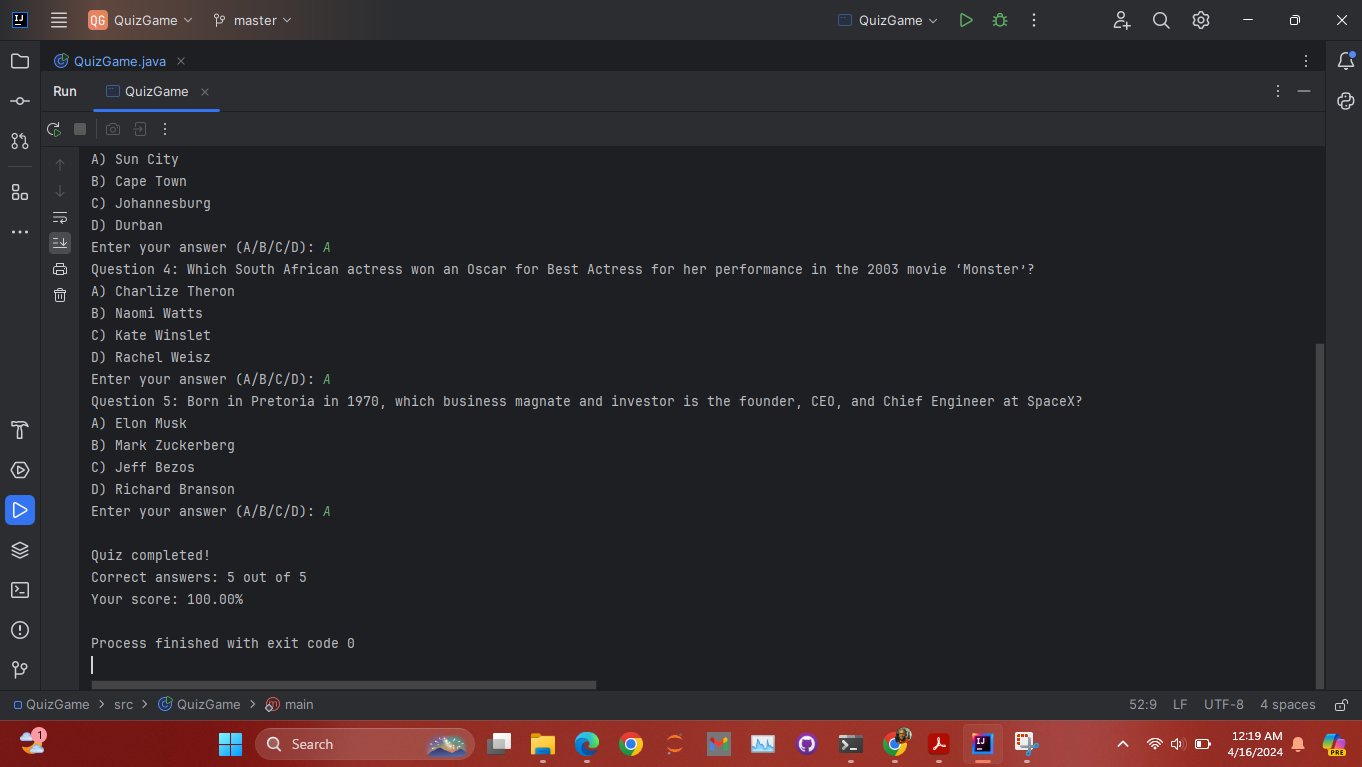 QG QuizGame master QuizGame
QuizGame.java
Run QuizGame
A) Sun City
B) Cape Town
C) Johannesburg
D) Durban
Enter your answer (A/B/C/D): A
Question 4: Which South African actress won an Oscar for Best Actress for her performance in the 2003 movie ‘Monster’?
A) Charlize Theron
B) Naomi Watts
C) Kate Winslet
D) Rachel Weisz
Enter your answer (A/B/C/D): A
Question 5: Born in Pretoria in 1970, which business magnate and investor is the founder, CEO, and Chief Engineer at SpaceX?
A) Elon Musk
B) Mark Zuckerberg
C) Jeff Bezos
D) Richard Branson
Enter your answer (A/B/C/D): A
Quiz completed!
Correct answers: 5 out of 5
Your score: 100.00%
Process finished with exit code 0
QuizGame > src > QuizGame > main 52:9 LF UTF-8 4 spaces
1 Search 12:19 AM
4/16/2024